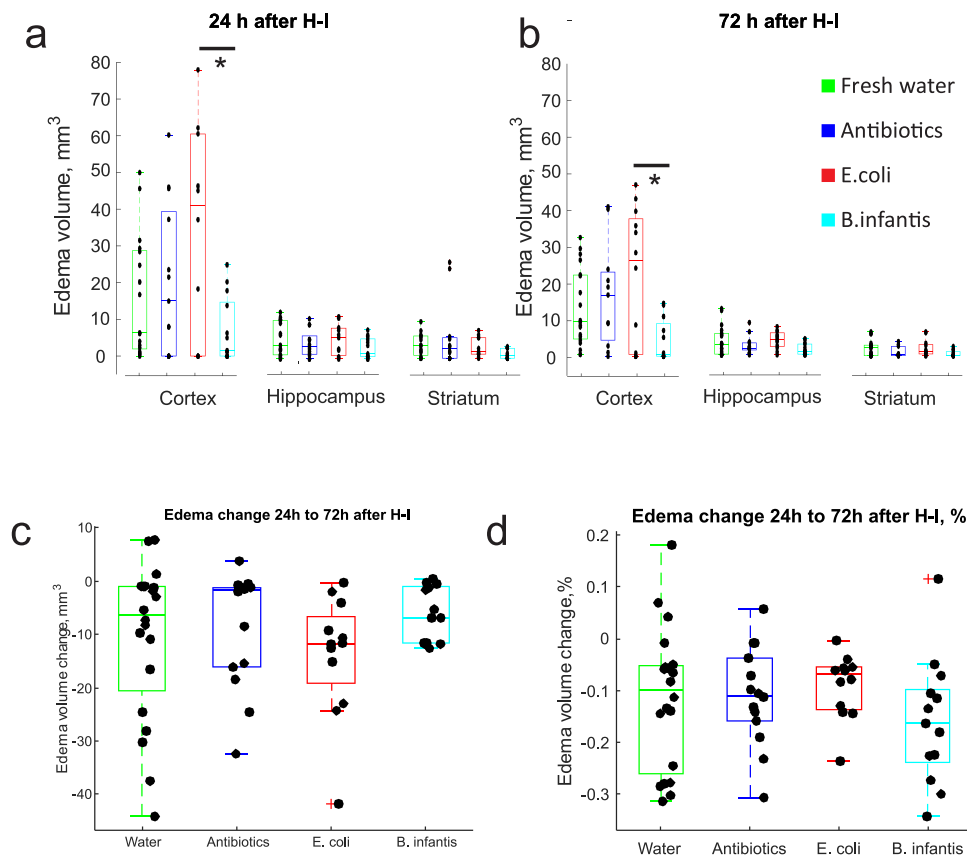 a
24 h after H-I
*
Edema volume, mm3
80
70
60
50
40
30
20
10
0
Cortex
Hippocampus
Striatum
b
72 h after H-I
*
Edema volume, mm3
80
70
60
50
40
30
20
10
0
Cortex
Hippocampus
Striatum
Fresh water
Antibiotics
E.coli
B.infantis
c
Edema change 24h to 72h after H-I
Edema volume change, mm3
10
0
-10
-20
-30
-40
Water
Antibiotics
E. coli
B. infantis
d
Edema change 24h to 72h after H-I, %
Edema volume change,%
0.2
0.1
0
-0.1
-0.2
-0.3
Water
Antibiotics
E. coli
B. infantis